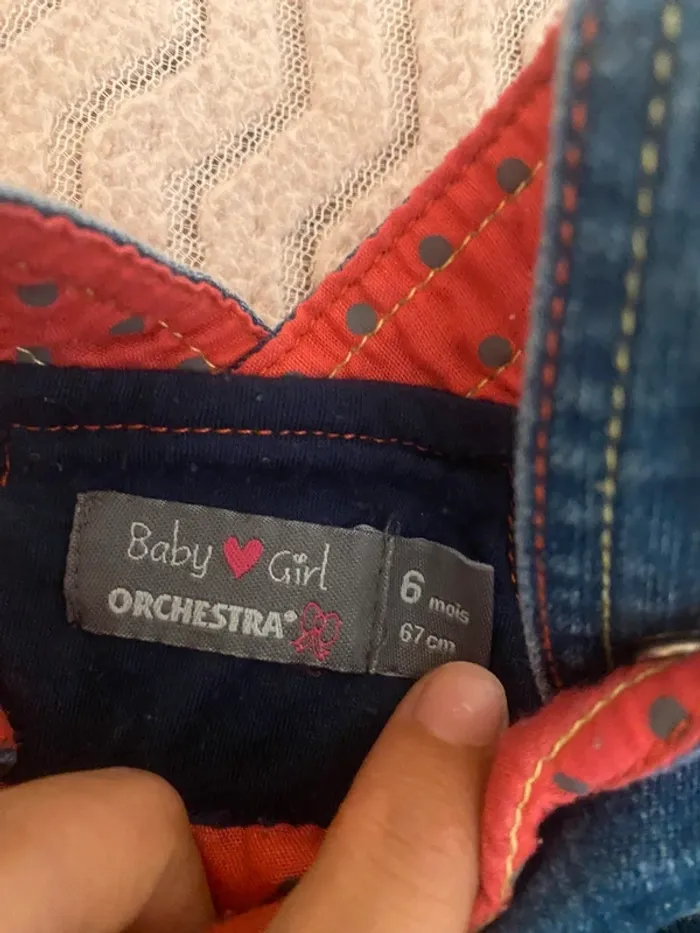 Baby Girl
ORCHESTRA®
6 mois
67 cm